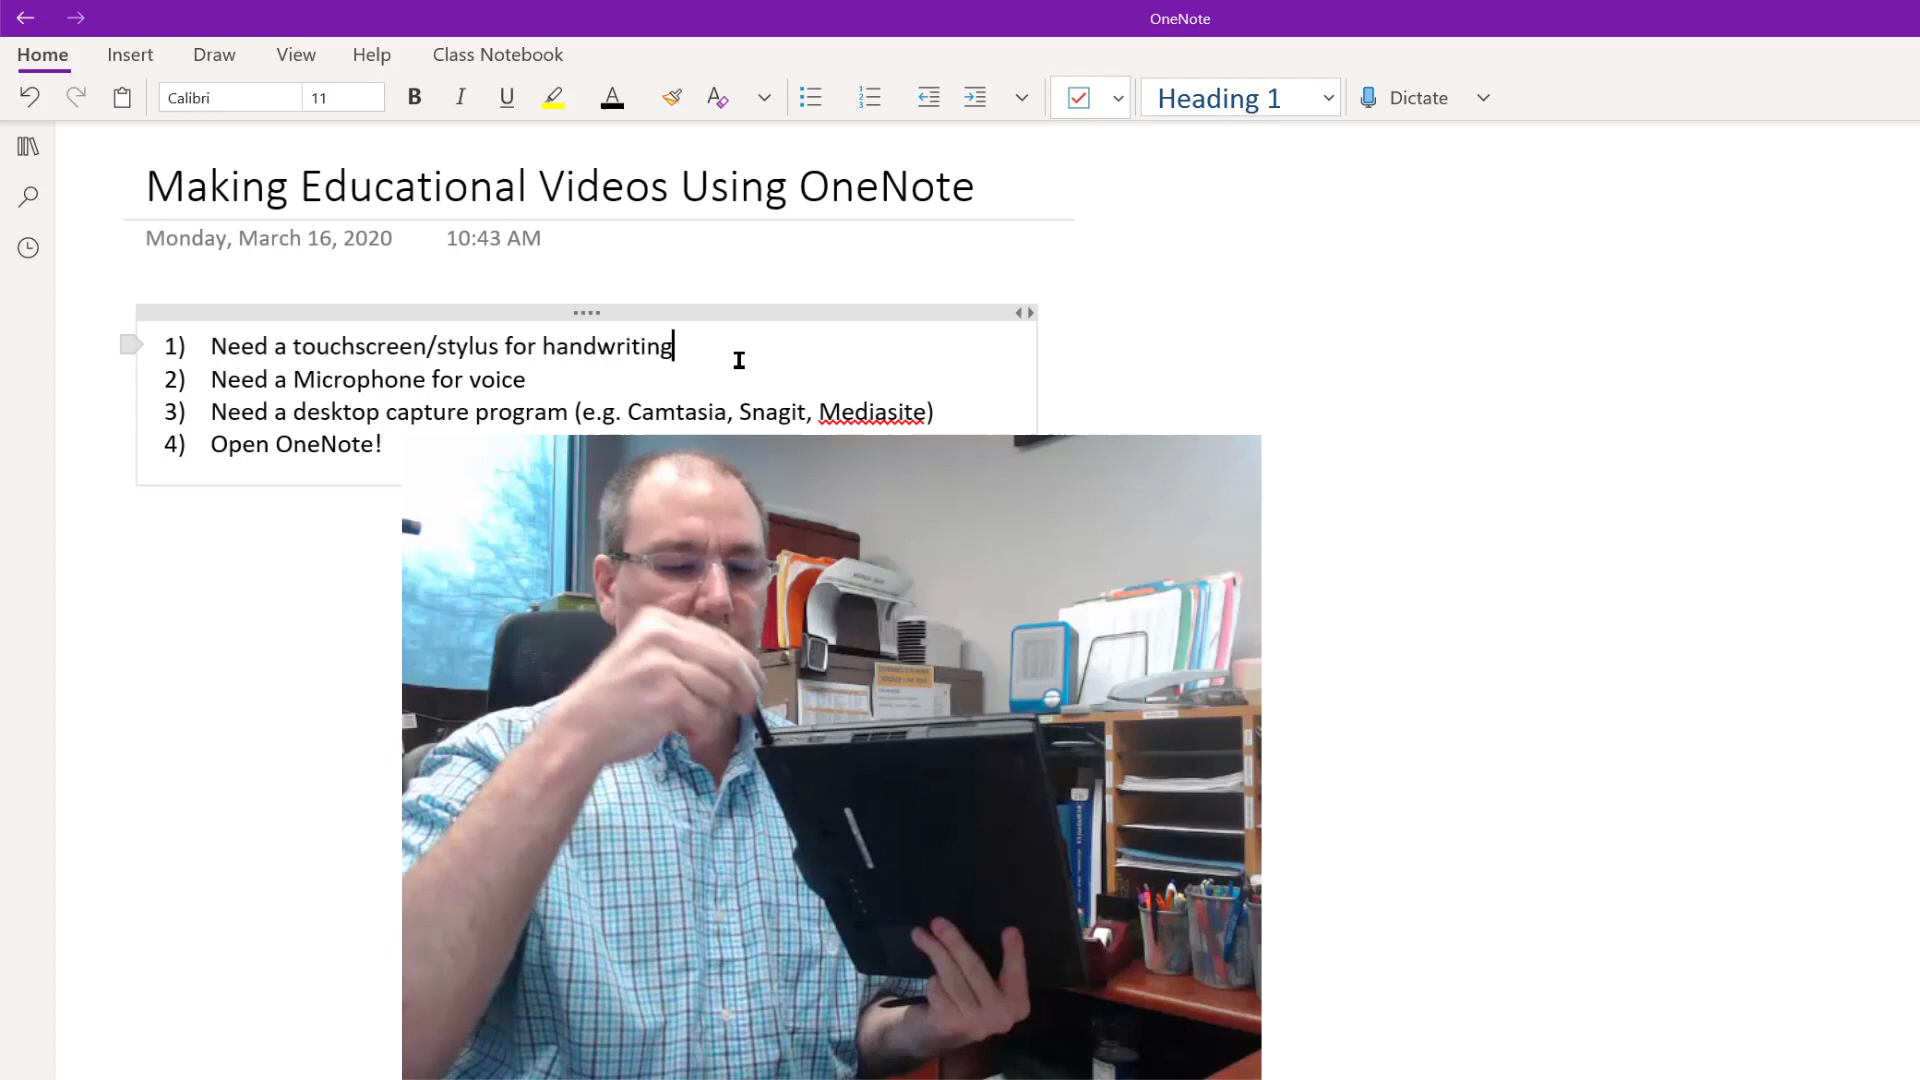 OneNote
Home Insert Draw View Help Class Notebook
Calibri 11 B I U A A Heading 1 Dictate
Making Educational Videos Using OneNote
Monday, March 16, 2020 10:43 AM
1) Need a touchscreen/stylus for handwriting
2) Need a Microphone for voice
3) Need a desktop capture program (e.g. Camtasia, Snagit, Mediasite)
4) Open OneNote!